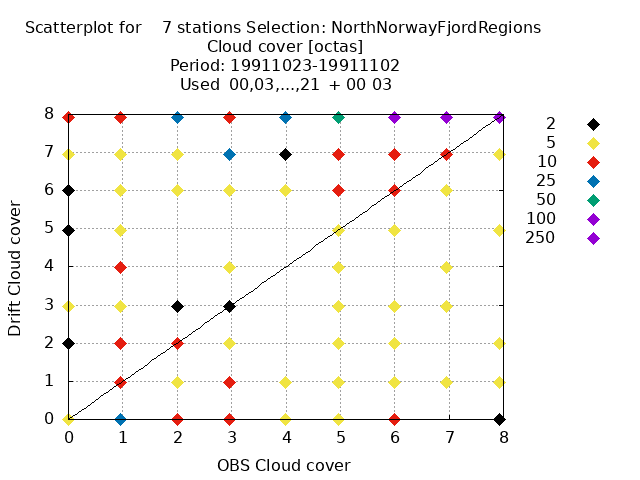 Scatterplot for 7 stations Selection: NorthNorwayFjordRegions
Cloud cover [octas]
Period: 19911023-19911102
Used 00,03,...,21 + 00 03
8
7
6
5
4
3
2
1
0
Drift Cloud cover
0 1 2 3 4 5 6 7 8
OBS Cloud cover
2
5
10
25
50
100
250